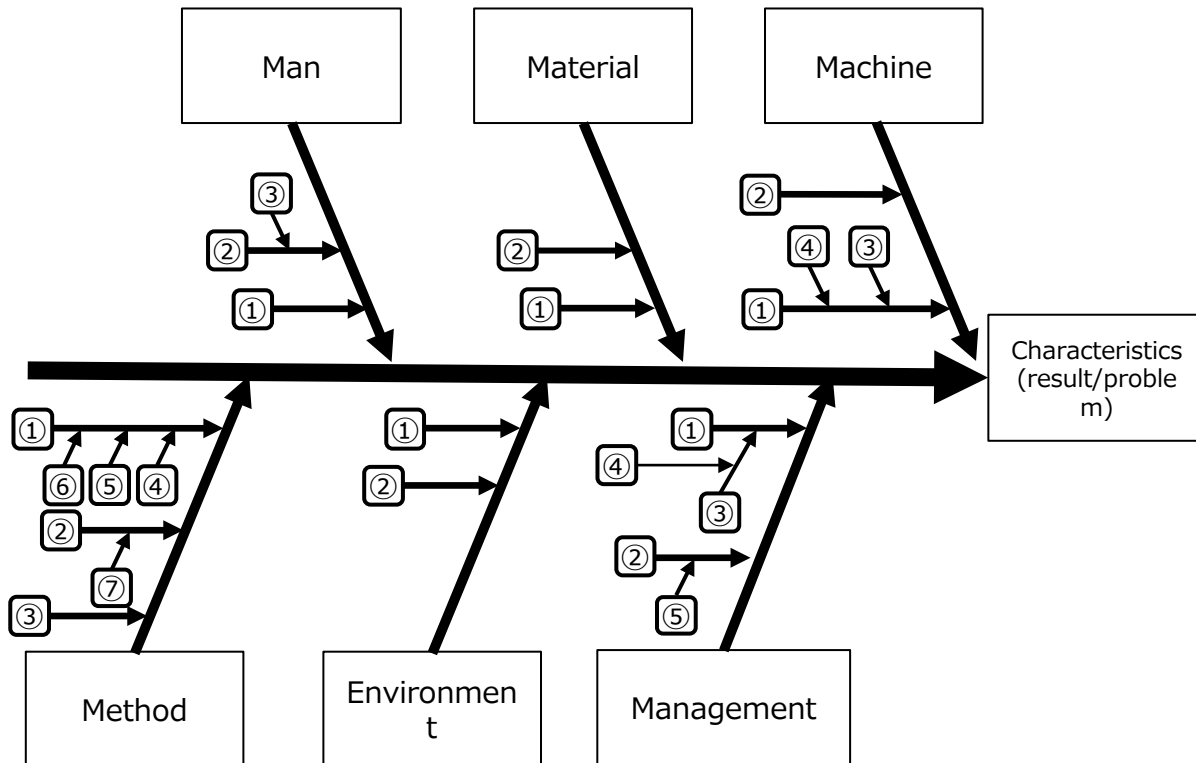 Man
Material
Machine
③
②
①
②
①
②
④
③
①
Characteristics
(result/proble
m)
①
⑥
⑤
④
②
⑦
③
①
②
①
④
③
②
⑤
Method
Environmen
t
Management